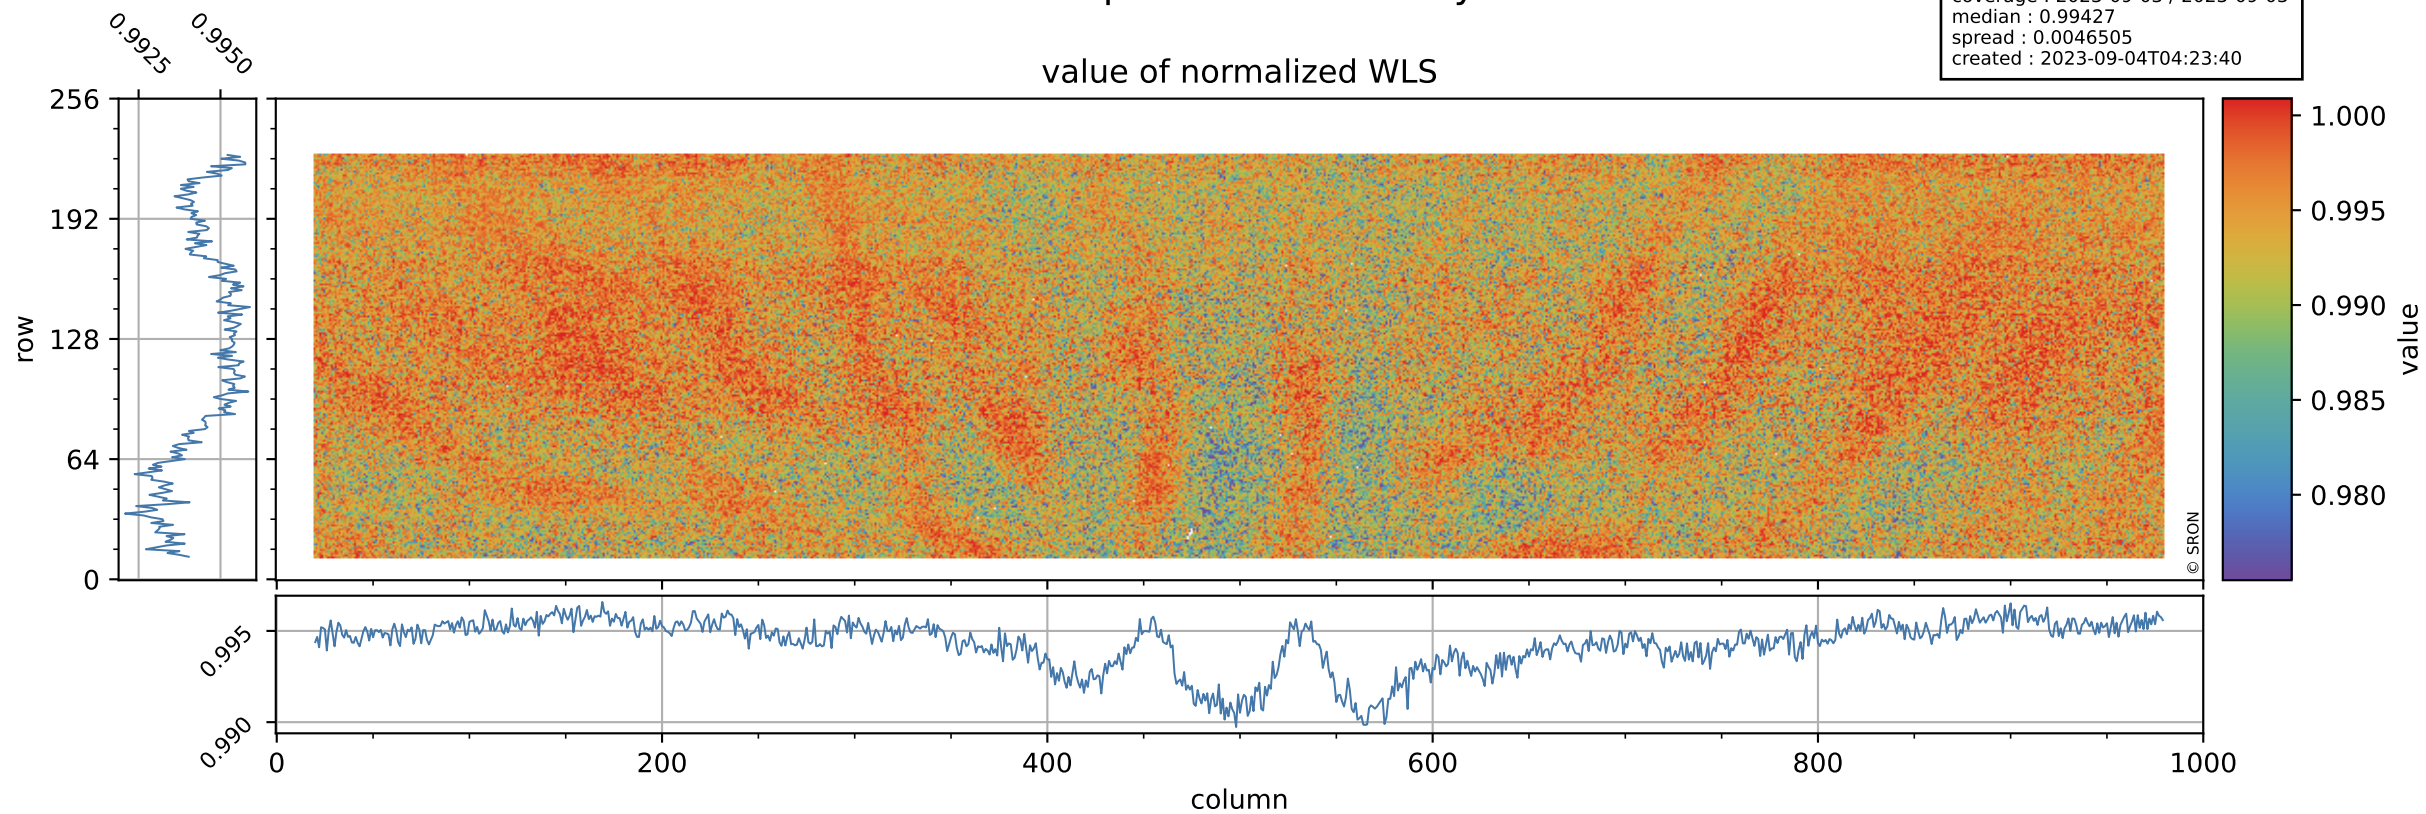 median : 0.99427
spread : 0.0046505
created : 2023-09-04T04:23:40
value of normalized WLS
0.9925
0.9950
256
192
128
64
0
row
1.000
0.995
0.990
0.985
0.980
value
© SRON
0.995
0.990
0
200
400
600
800
1000
column